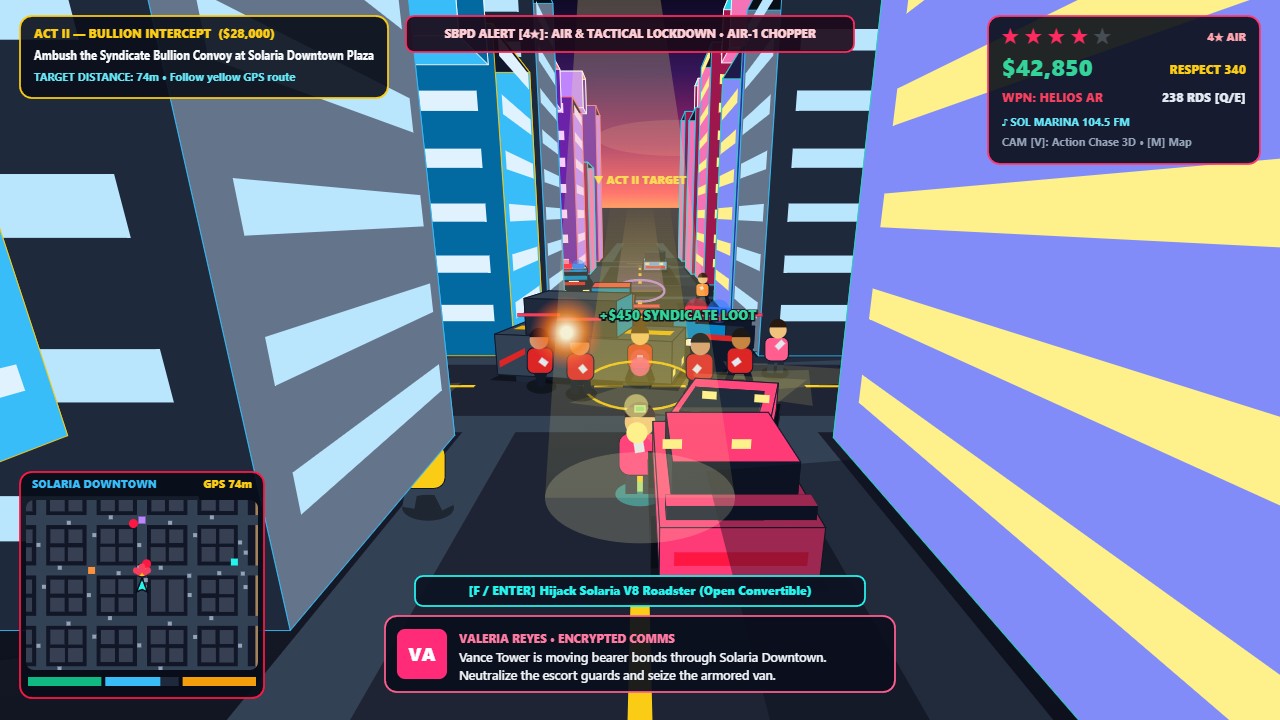 ACT II — BULLION INTERCEPT ($28,000)
Ambush the Syndicate Bullion Convoy at Solaria Downtown Plaza
TARGET DISTANCE: 74m • Follow yellow GPS route
SBPD ALERT [4★]: AIR & TACTICAL LOCKDOWN • AIR-1 CHOPPER
★★★★★ 4★ AIR
$42,850 RESPECT 340
WPN: HELIOS AR 238 RDS [Q/E]
♪ SOL MARINA 104.5 FM
CAM [V]: Action Chase 3D • [M] Map
▼ ACT II TARGET
+$450 SYNDICATE LOOT
SOLARIA DOWNTOWN GPS 74m
[F / ENTER] Hijack Solaria V8 Roadster (Open Convertible)
VA
VALERIA REYES • ENCRYPTED COMMS
Vance Tower is moving bearer bonds through Solaria Downtown.
Neutralize the escort guards and seize the armored van.